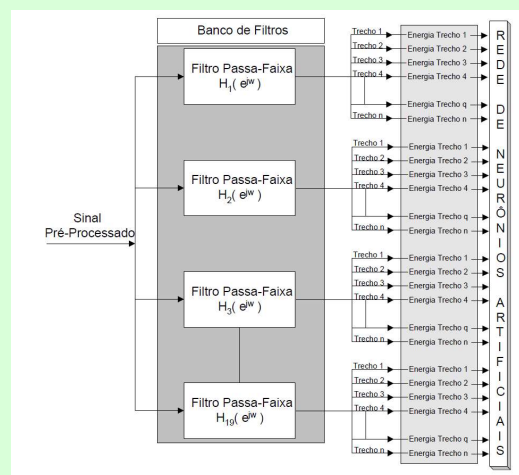 Banco de Filtros
Sinal
Pré-Processado
Filtro Passa-Faixa
H1( e^jw )
Trecho 1
Trecho 2
Trecho 3
Trecho 4
Trecho n
Energia Trecho 1
Energia Trecho 2
Energia Trecho 3
Energia Trecho 4
Energia Trecho q
Energia Trecho n
Filtro Passa-Faixa
H2( e^jw )
Trecho 1
Trecho 2
Trecho 3
Trecho 4
Trecho n
Energia Trecho 1
Energia Trecho 2
Energia Trecho 3
Energia Trecho 4
Energia Trecho q
Energia Trecho n
Filtro Passa-Faixa
H3( e^jw )
Trecho 1
Trecho 2
Trecho 3
Trecho 4
Trecho n
Energia Trecho 1
Energia Trecho 2
Energia Trecho 3
Energia Trecho 4
Energia Trecho q
Energia Trecho n
Filtro Passa-Faixa
H19( e^jw )
Trecho 1
Trecho 2
Trecho 3
Trecho 4
Trecho n
Energia Trecho 1
Energia Trecho 2
Energia Trecho 3
Energia Trecho 4
Energia Trecho q
Energia Trecho n
REDE DE NEURÔNIOS ARTIFICIAIS